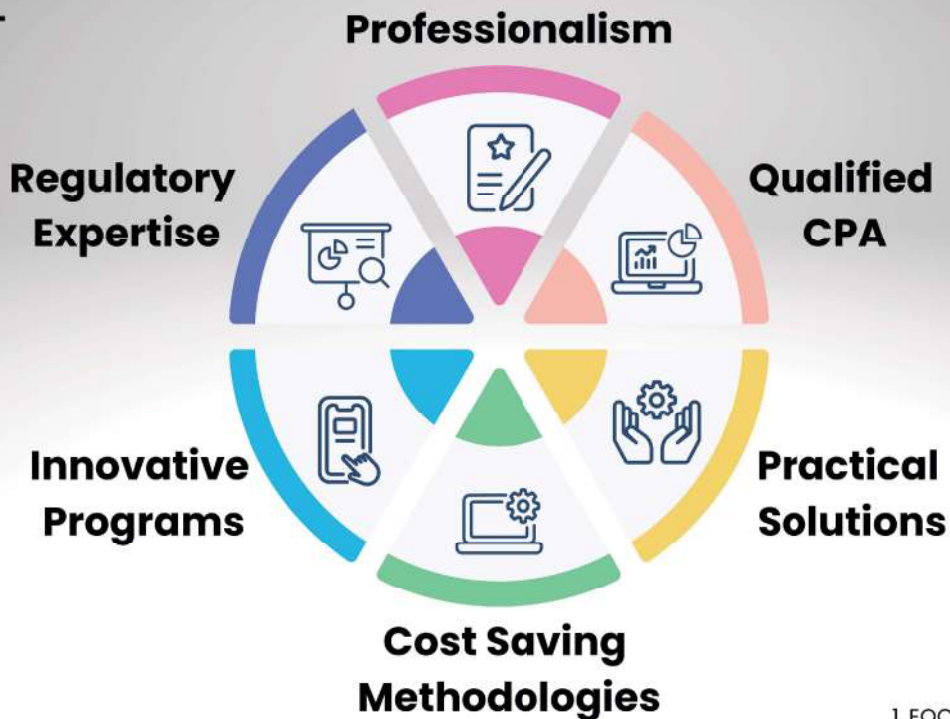 Professionalism
Regulatory
Expertise
Qualified
CPA
Innovative
Programs
Practical
Solutions
Cost Saving
Methodologies